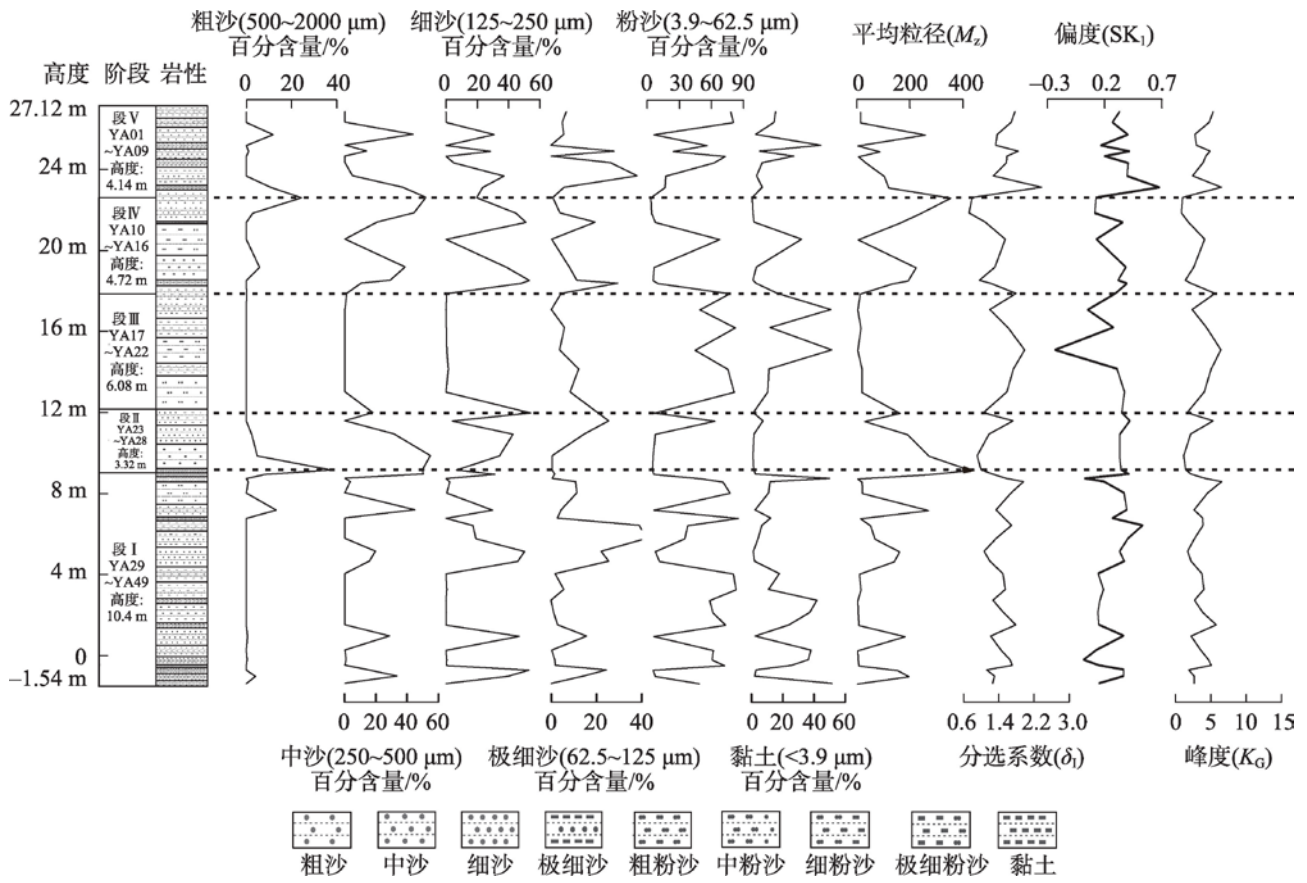 粗沙(500~2000 μm)
百分含量/%
细沙(125~250 μm)
百分含量/%
粉沙(3.9~62.5 μm)
百分含量/%
平均粒径(Mz)
偏度(SK1)
高度 阶段 岩性
0 20 40
0 20 40 60
0 30 60 90
0 200 400
−0.3 0.2 0.7
27.12 m
24 m
20 m
16 m
12 m
8 m
4 m
0
−1.54 m
段Ⅴ
YA01
~YA09
高度:
4.14 m
段Ⅳ
YA10
~YA16
高度:
4.72 m
段Ⅲ
YA17
~YA22
高度:
6.08 m
段Ⅱ
YA23
~YA28
高度:
3.32 m
段Ⅰ
YA29
~YA49
高度:
10.4 m
0 20 40 60
0 20 40
0 20 40 60
0.6 1.4 2.2 3.0
0 5 10 15
中沙(250~500 μm)
百分含量/%
极细沙(62.5~125 μm)
百分含量/%
黏土(<3.9 μm)
百分含量/%
分选系数(δ1)
峰度(KG)
粗沙 中沙 细沙 极细沙 粗粉沙 中粉沙 细粉沙 极细粉沙 黏土